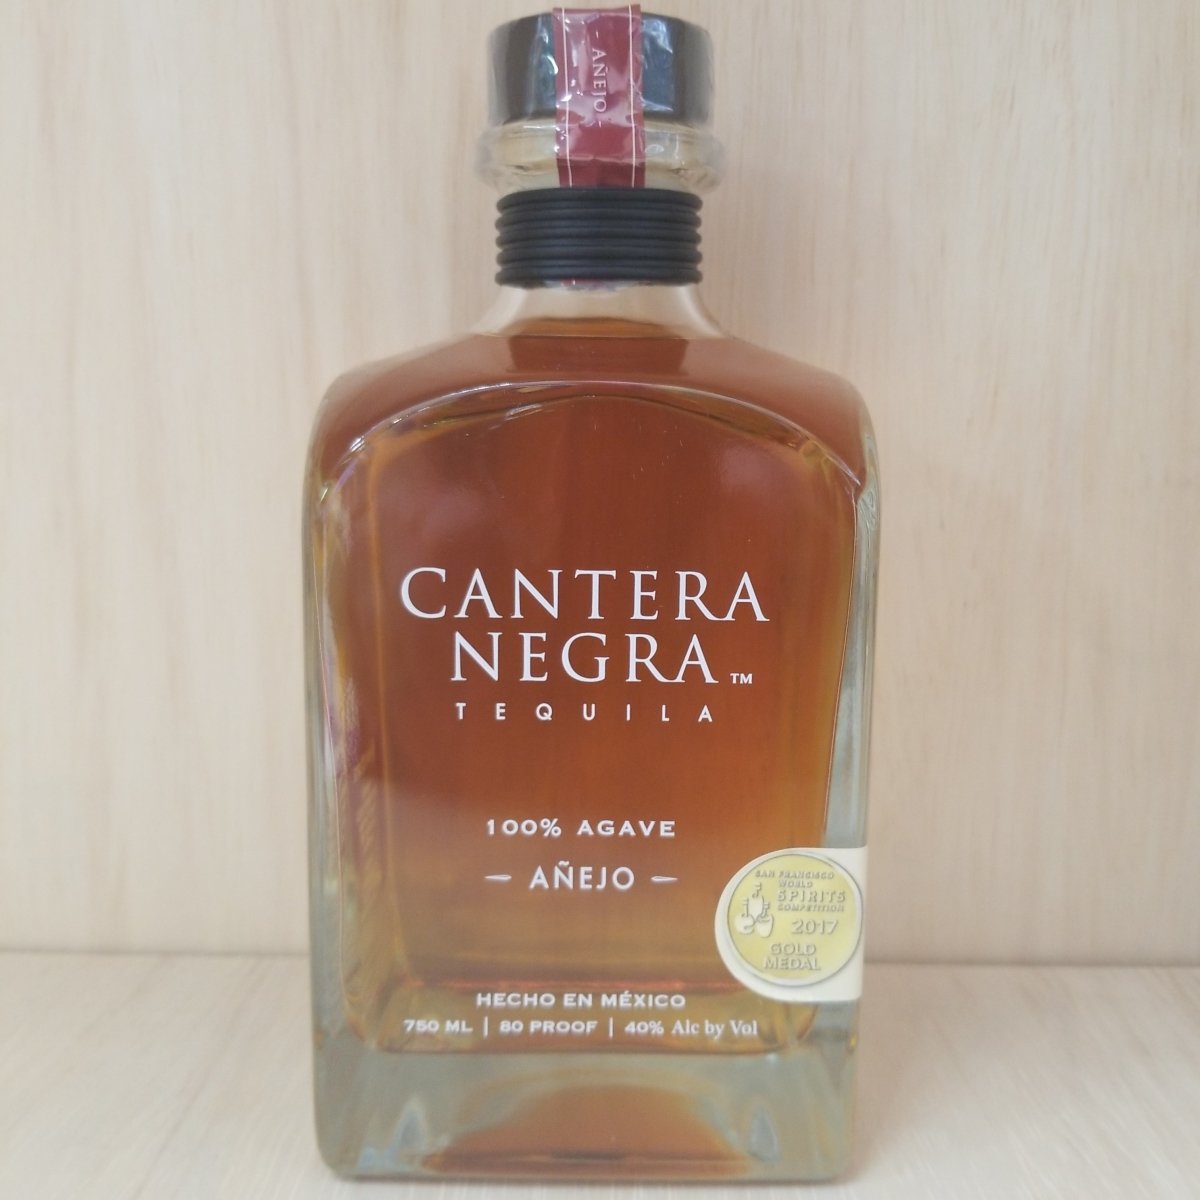 AÑEJO
CANTERA
NEGRA™
TEQUILA
100% AGAVE
– AÑEJO –
SAN FRANCISCO
WORLD
SPIRITS
COMPETITION
2017
GOLD
MEDAL
HECHO EN MÉXICO
750 ML | 80 PROOF | 40% Alc by Vol